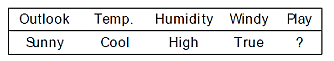 Outlook Temp. Humidity Windy Play
Sunny Cool High True ?